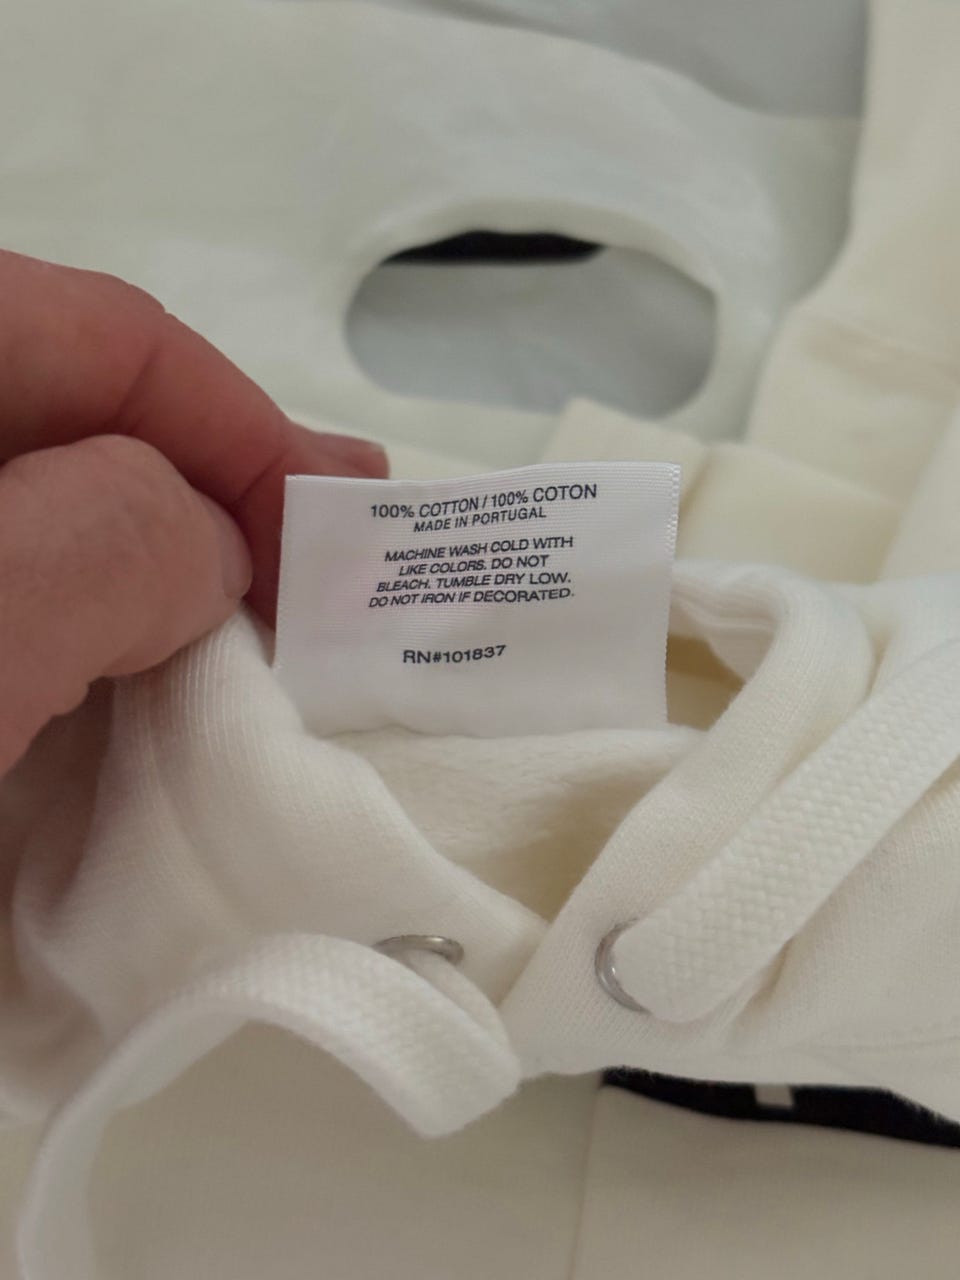 100% COTTON / 100% COTON
MADE IN PORTUGAL
MACHINE WASH COLD WITH
LIKE COLORS. DO NOT
BLEACH. TUMBLE DRY LOW.
DO NOT IRON IF DECORATED.
RN#101837